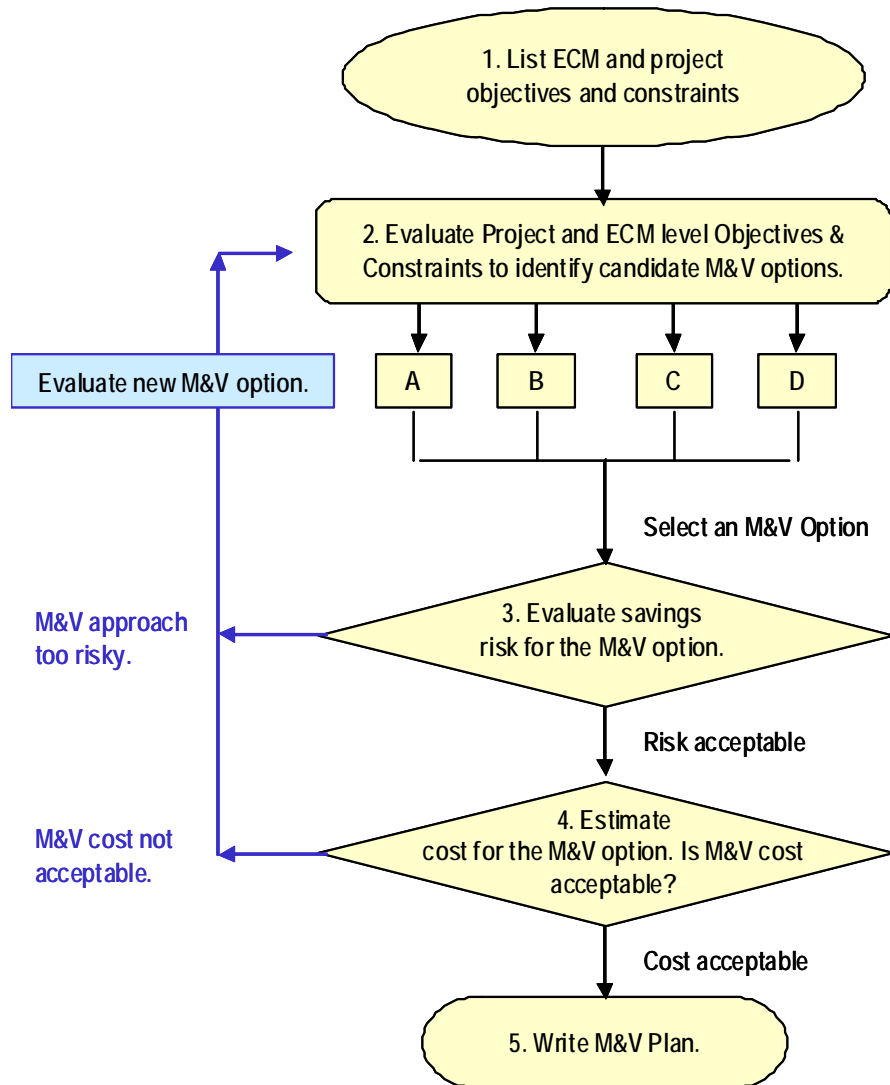 1. List ECM and project
objectives and constraints
2. Evaluate Project and ECM level Objectives &
Constraints to identify candidate M&V options.
Evaluate new M&V option.
A
B
C
D
Select an M&V Option
M&V approach
too risky.
3. Evaluate savings
risk for the M&V option.
Risk acceptable
M&V cost not
acceptable.
4. Estimate
cost for the M&V option. Is M&V cost
acceptable?
Cost acceptable
5. Write M&V Plan.